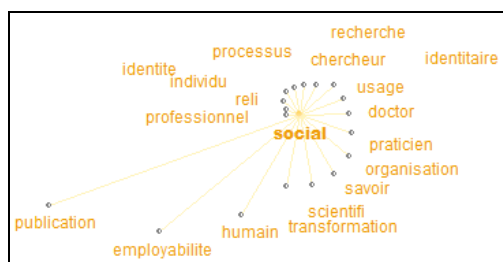 recherche
processus
chercheur
identitaire
identite
individu
usage
reli
doctor
professionnel
social
praticien
organisation
savoir
scientifi
publication
humain
transformation
employabilite